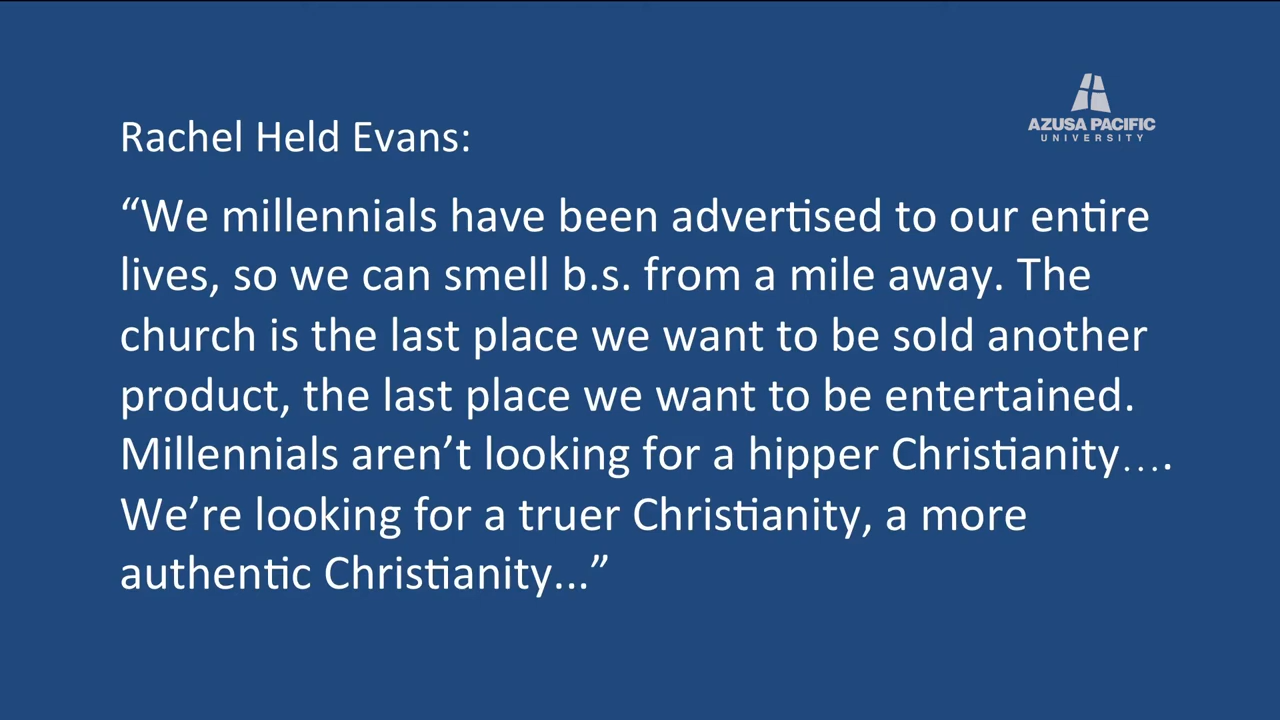 AZUSA PACIFIC
UNIVERSITY
Rachel Held Evans:
“We millennials have been advertised to our entire
lives, so we can smell b.s. from a mile away. The
church is the last place we want to be sold another
product, the last place we want to be entertained.
Millennials aren’t looking for a hipper Christianity….
We’re looking for a truer Christianity, a more
authentic Christianity...”